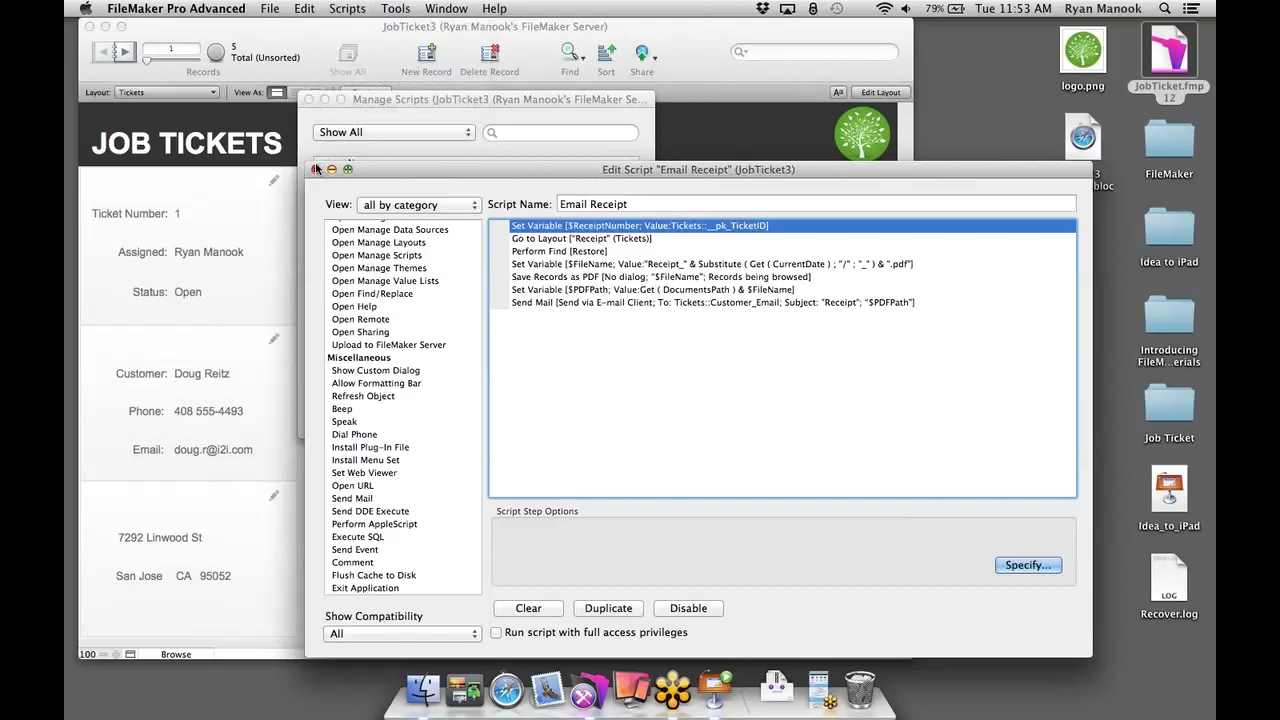 FileMaker Pro Advanced File Edit Scripts Tools Window Help 79% Tue 11:53 AM Ryan Manook
JobTicket3 (Ryan Manook's FileMaker Server)
1
5
Total (Unsorted)
Records
Show All
New Record
Delete Record
Find
Sort
Share
Layout: Tickets View As: Aa Edit Layout
JOB TICKETS
Ticket Number: 1
Assigned: Ryan Manook
Status: Open
Customer: Doug Reitz
Phone: 408 555-4493
Email: doug.r@i2i.com
7292 Linwood St
San Jose CA 95052
100 Browse
Manage Scripts (JobTicket3 (Ryan Manook's FileMaker Se...
Show All
Edit Script "Email Receipt" (JobTicket3)
View: all by category
Script Name: Email Receipt
Open Manage Data Sources
Open Manage Layouts
Open Manage Scripts
Open Manage Themes
Open Manage Value Lists
Open Find/Replace
Open Help
Open Remote
Open Sharing
Upload to FileMaker Server
Miscellaneous
Show Custom Dialog
Allow Formatting Bar
Refresh Object
Beep
Speak
Dial Phone
Install Plug-In File
Install Menu Set
Set Web Viewer
Open URL
Send Mail
Send DDE Execute
Perform AppleScript
Execute SQL
Send Event
Comment
Flush Cache to Disk
Exit Application
Show Compatibility
All
Set Variable [$ReceiptNumber; Value:Tickets::__pk_TicketID]
Go to Layout ["Receipt" (Tickets)]
Perform Find [Restore]
Set Variable [$FileName; Value:"Receipt_" & Substitute ( Get ( CurrentDate ) ; "/" ; "_" ) & ".pdf"]
Save Records as PDF [No dialog; "$FileName"; Records being browsed]
Set Variable [$PDFPath; Value:Get ( DocumentsPath ) & $FileName]
Send Mail [Send via E-mail Client; To: Tickets::Customer_Email; Subject: "Receipt"; "$PDFPath"]
Script Step Options
Specify...
Clear
Duplicate
Disable
Run script with full access privileges
logo.png
JobTicket.fmp
12
3
bloc
FileMaker
Idea to iPad
Introducing
FileM...erials
Job Ticket
Idea_to_iPad
LOG
Recover.log